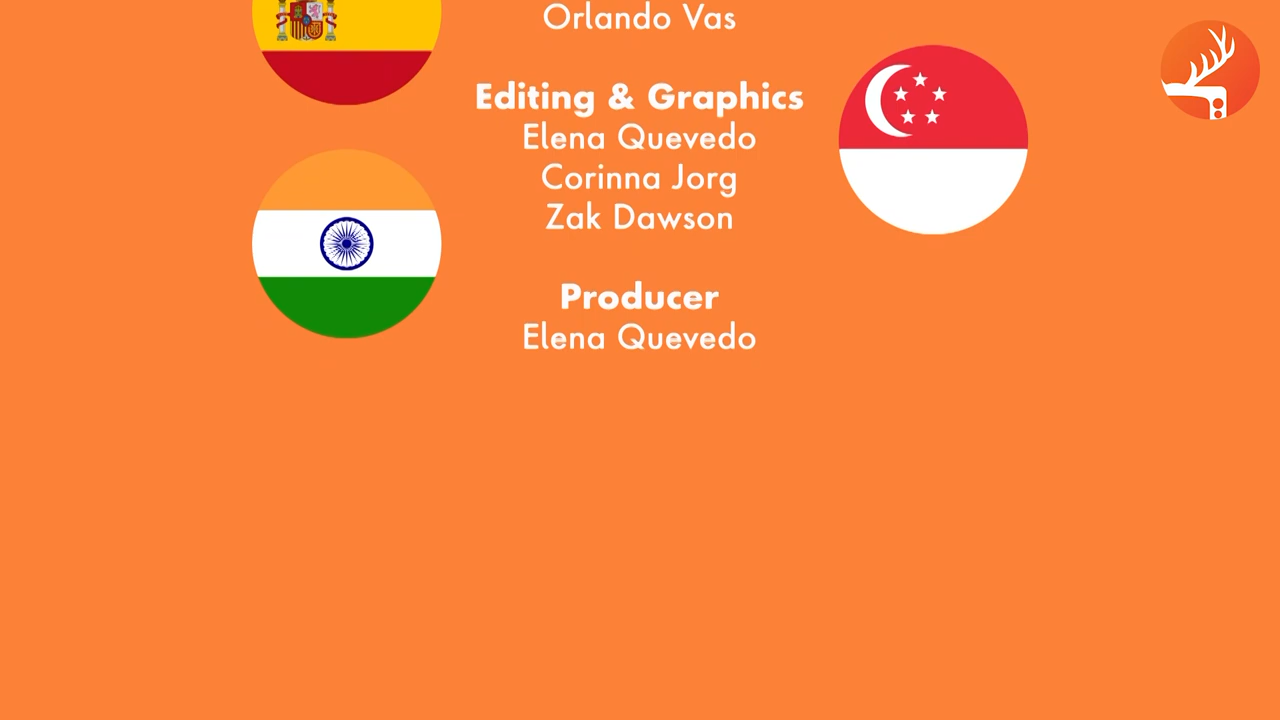 Orlando Vas
Editing & Graphics
Elena Quevedo
Corinna Jorg
Zak Dawson
Producer
Elena Quevedo